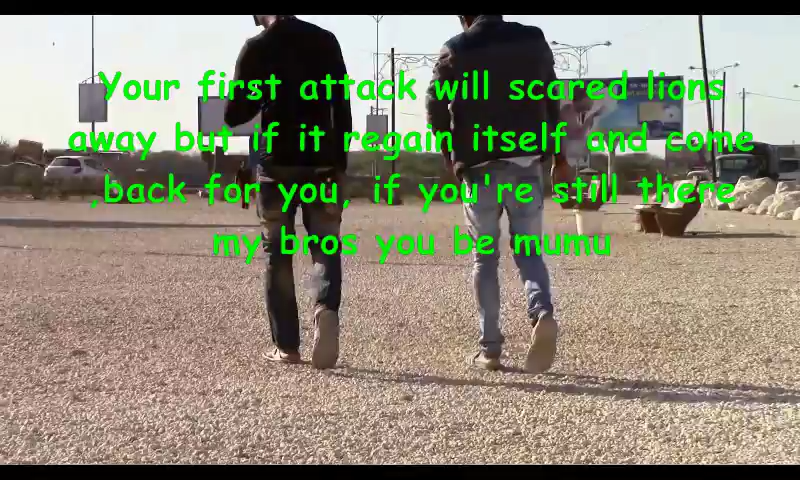 Your first attack will scared lions
away but if it regain itself and come
,back for you, if you're still there
my bros you be mumu